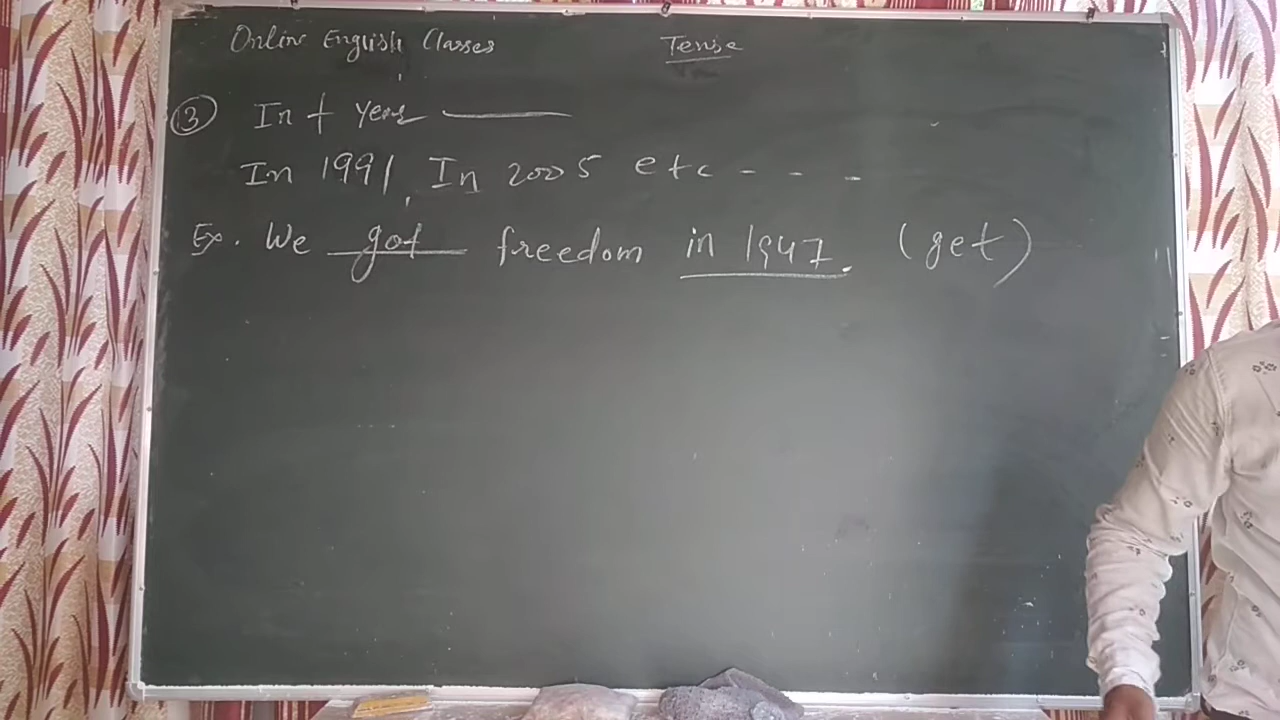 Online English Classes Tense
③ In + year ———
In 1991, In 2005 etc - - -
Ex. We got freedom in 1947. (get)